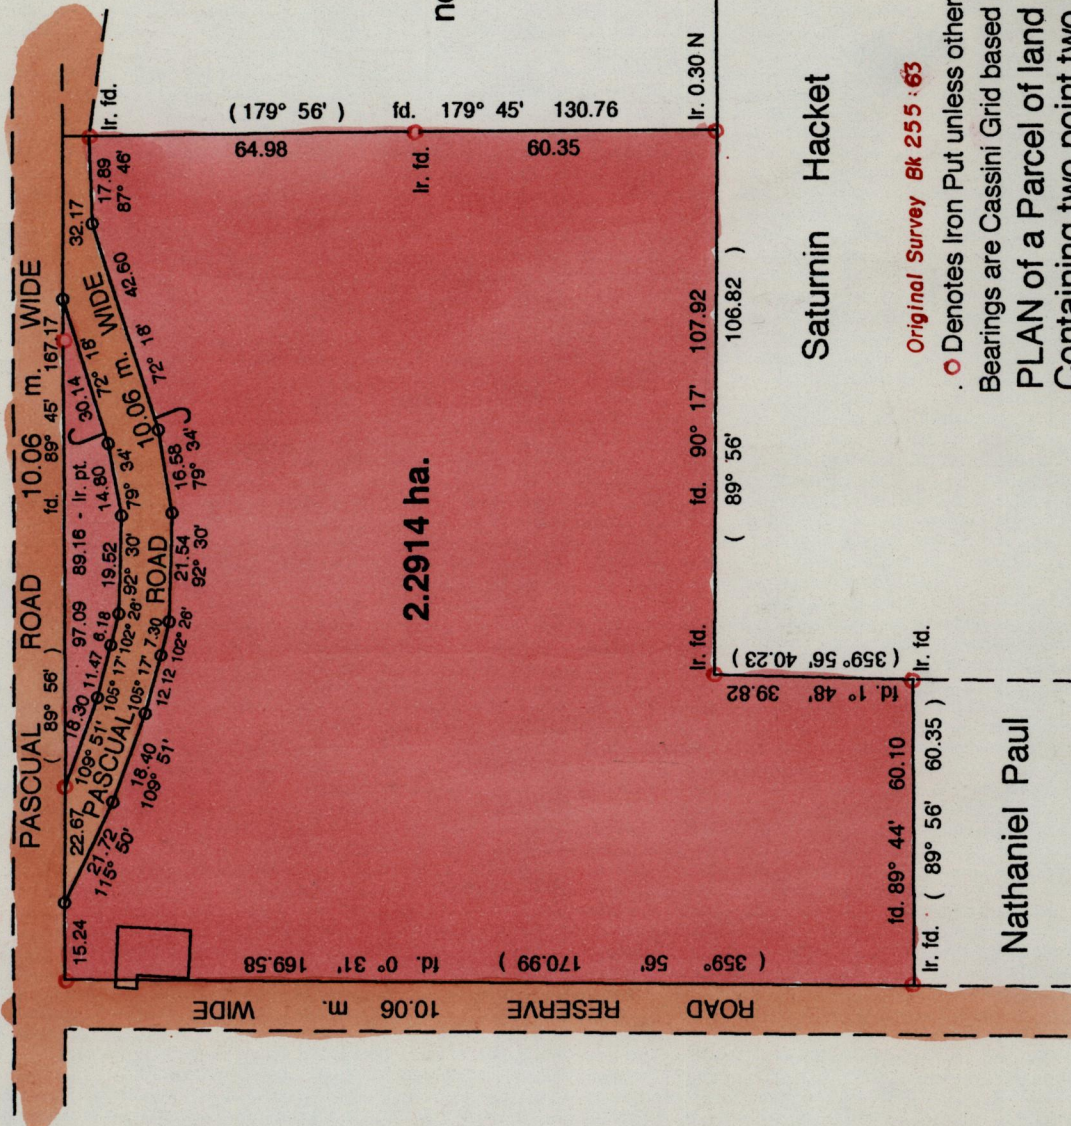 PASCUAL ROAD 10.06 m. WIDE
( 89° 56' ) fd. 89° 45' 167.17
97.09 89.16 - Ir. pt.
15.24
22.67
32.17
18.30 11.47 6.18 19.52 14.80 30.14
109° 51' 105° 17' 102° 26' 92° 30' 79° 34' 72° 18'
PASCUAL ROAD 10.06 m. WIDE
21.72 18.40 12.12 7.30 21.54 16.58 42.60 17.89
115° 50' 109° 51' 105° 17' 102° 26' 92° 30' 79° 34' 72° 18' 87° 46'
Ir. fd.
( 179° 56' ) fd. 179° 45' 130.76
64.98 Ir. fd. 60.35
Ir. 0.30 N
2.2914 ha.
Ir. fd. fd. 90° 17' 107.92
( 89° 56' 106.82 )
fd. 1° 48' 39.82
( 359° 56' 40.23 )
Ir. fd.
fd. 89° 44' 60.10
Ir. fd. ( 89° 56' 60.35 )
fd. 0° 31' 169.58
( 359° 56' 170.99 )
ROAD RESERVE 10.06 m. WIDE
Nathaniel Paul
Saturnin Hacket
Original Survey Bk 255:63
. o Denotes Iron Put unless other
Bearings are Cassini Grid based
PLAN of a Parcel of land
Containing two point two